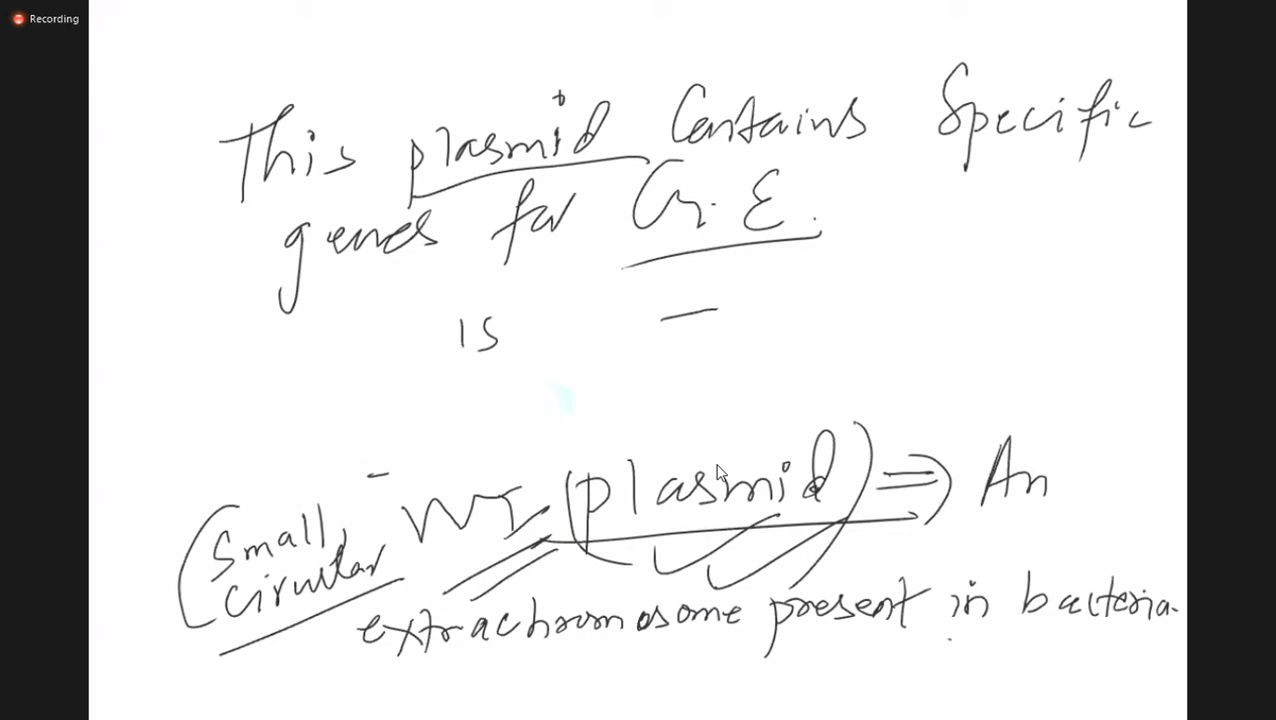 Recording
This plasmid Contains Specific
genes for G.E.
is —
(plasmid) ⇒ An
(Small, circular
extrachromosome present in bacteria.